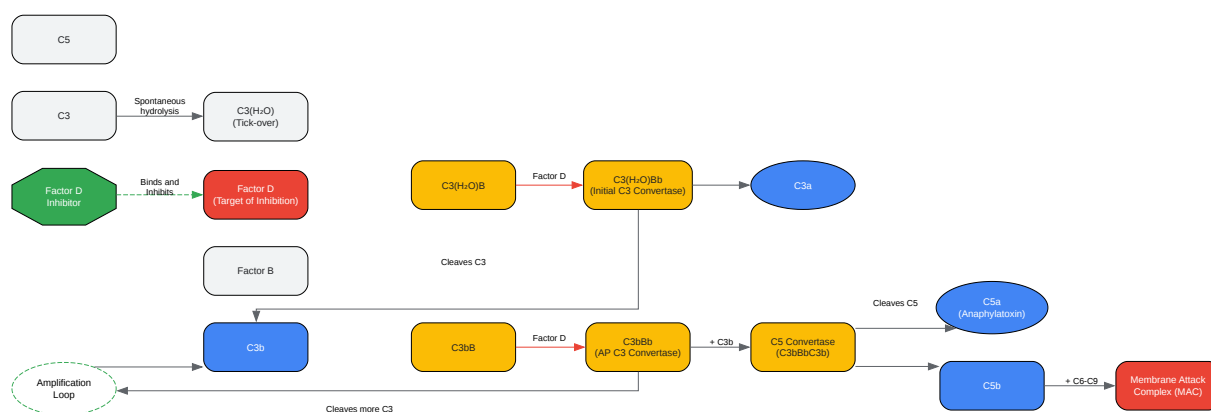 C5
C3
Spontaneous
hydrolysis
C3(H₂O)
(Tick-over)
Factor D
Inhibitor
Binds and
Inhibits
Factor D
(Target of Inhibition)
C3(H₂O)B
Factor D
C3(H₂O)Bb
(Initial C3 Convertase)
C3a
Factor B
Cleaves C3
C3b
C3bB
Factor D
C3bBb
(AP C3 Convertase)
+ C3b
C5 Convertase
(C3bBbC3b)
Cleaves C5
C5a
(Anaphylatoxin)
C5b
+ C6-C9
Membrane Attack
Complex (MAC)
Amplification
Loop
Cleaves more C3